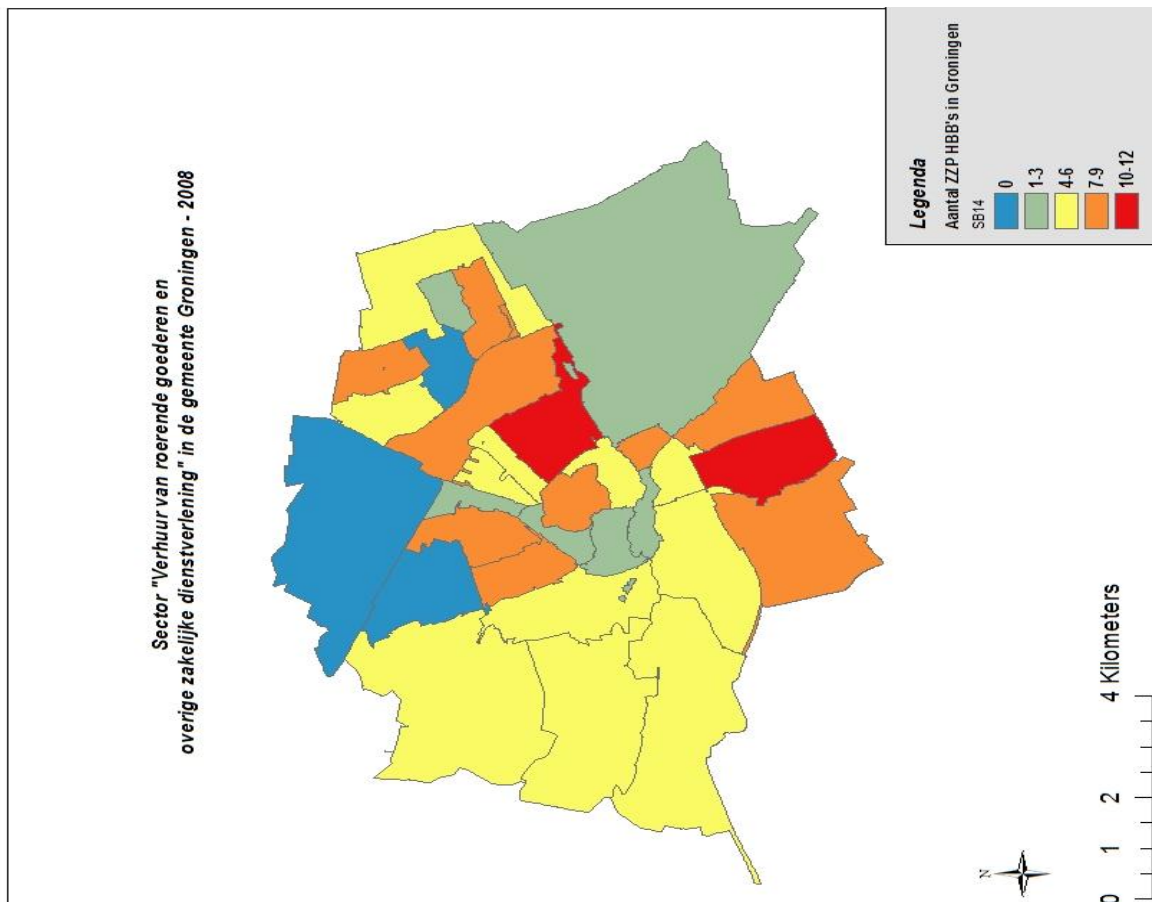 Sector "Verhuur van roerende goederen en
overige zakelijke dienstverlening" in de gemeente Groningen - 2008
Legenda
Aantal ZZP HBB's in Groningen
SB14
0
1-3
4-6
7-9
10-12
N
0 1 2 4 Kilometers